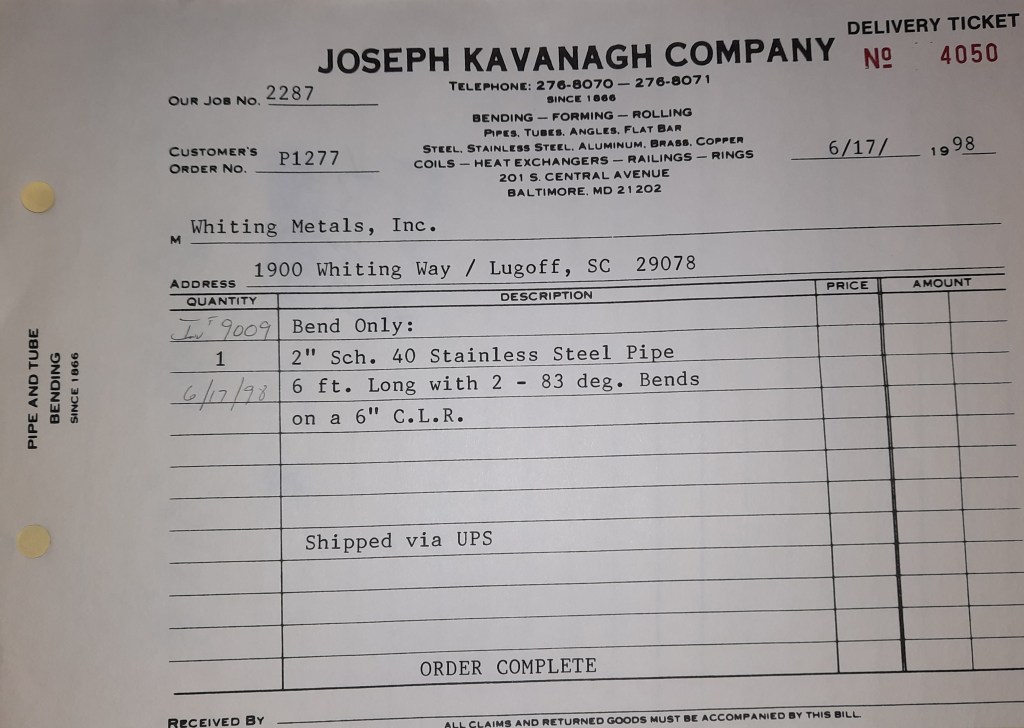 DELIVERY TICKET
JOSEPH KAVANAGH COMPANY
Nº 4050
TELEPHONE: 276-8070 — 276-8071
SINCE 1866
OUR JOB NO. 2287
BENDING — FORMING — ROLLING
PIPES, TUBES, ANGLES, FLAT BAR
STEEL, STAINLESS STEEL, ALUMINUM, BRASS, COPPER
COILS — HEAT EXCHANGERS — RAILINGS — RINGS
201 S. CENTRAL AVENUE
BALTIMORE, MD 21202
CUSTOMER'S
ORDER NO. P1277
6/17/ 1998
M Whiting Metals, Inc.
ADDRESS 1900 Whiting Way / Lugoff, SC 29078
QUANTITY DESCRIPTION PRICE AMOUNT
9009 Bend Only:
1 2" Sch. 40 Stainless Steel Pipe
6/17/98 6 ft. Long with 2 - 83 deg. Bends
on a 6" C.L.R.
Shipped via UPS
ORDER COMPLETE
RECEIVED BY
ALL CLAIMS AND RETURNED GOODS MUST BE ACCOMPANIED BY THIS BILL
PIPE AND TUBE
BENDING
SINCE 1866